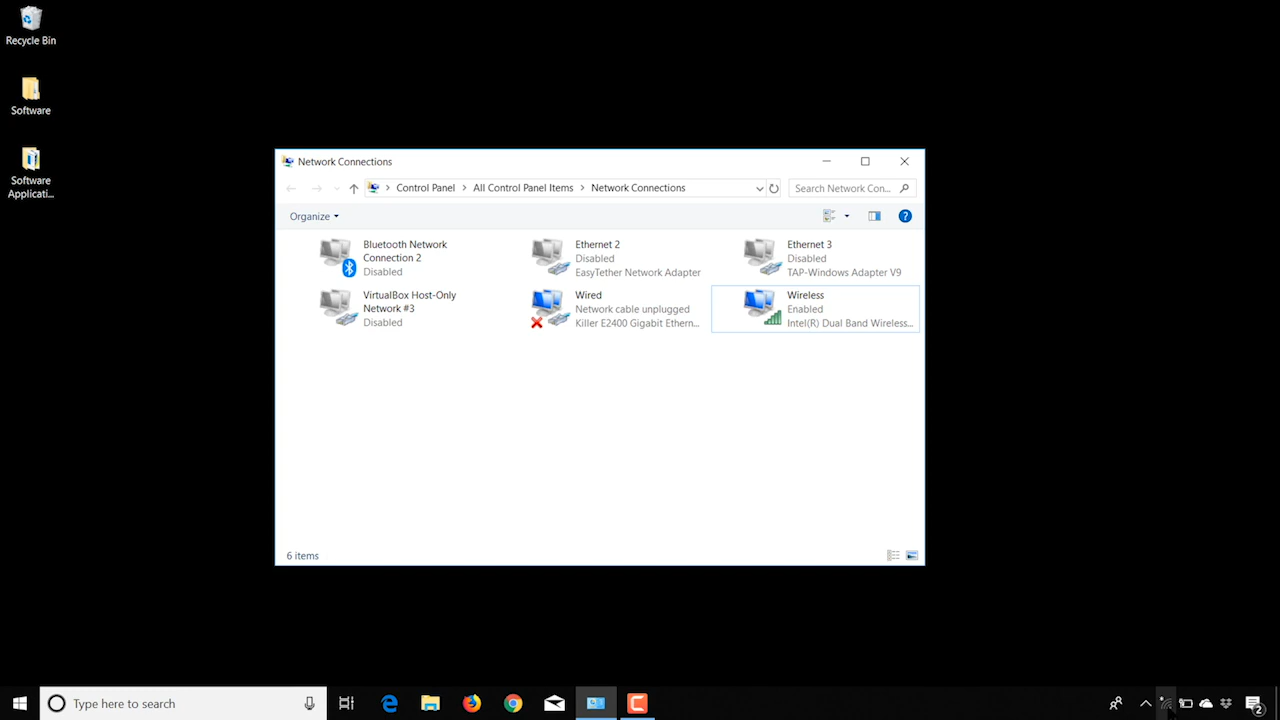 Recycle Bin
Software
Software
Applicati...
Network Connections
Control Panel > All Control Panel Items > Network Connections
Search Network Con...
Organize
?
Bluetooth Network
Connection 2
Disabled
Ethernet 2
Disabled
EasyTether Network Adapter
Ethernet 3
Disabled
TAP-Windows Adapter V9
VirtualBox Host-Only
Network #3
Disabled
Wired
Network cable unplugged
Killer E2400 Gigabit Ethern...
Wireless
Enabled
Intel(R) Dual Band Wireless...
6 items
Type here to search
2